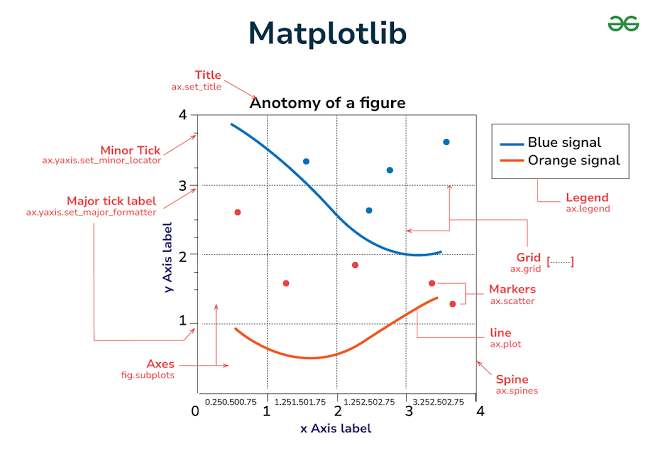 Matplotlib
Title
ax.set_title
Anotomy of a figure
4
Minor Tick
ax.yaxis.set_minor_locator
Blue signal
Orange signal
3
Major tick label
ax.yaxis.set_major_formatter
Legend
ax.legend
y Axis label
2
Grid
ax.grid
[........]
Markers
ax.scatter
1
line
ax.plot
Axes
fig.subplots
Spine
ax.spines
0.250.500.75 1.251.501.75 2.252.502.75 3.252.502.75
0 1 2 3 4
x Axis label